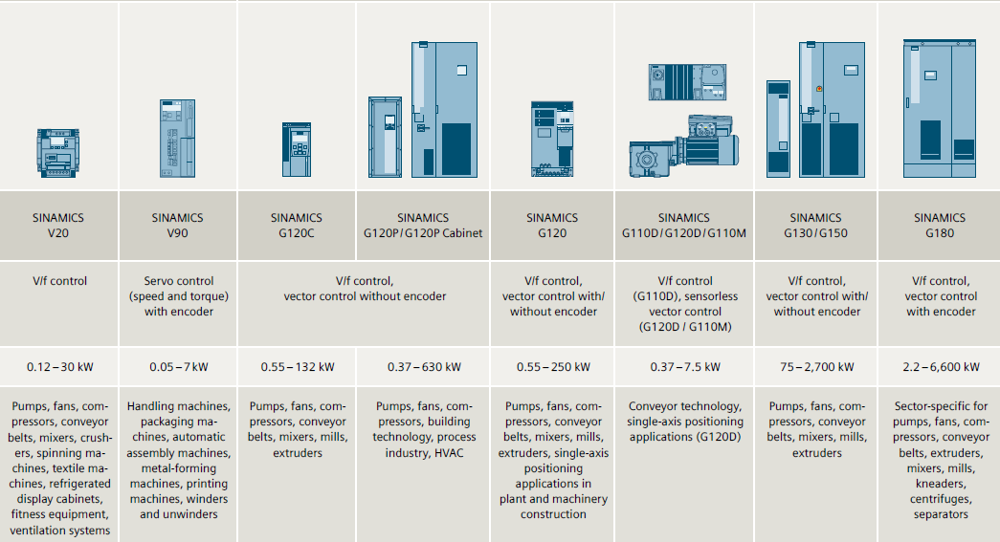 SINAMICS
V20
SINAMICS
V90
SINAMICS
G120C
SINAMICS
G120P/G120P Cabinet
SINAMICS
G120
SINAMICS
G110D/G120D/G110M
SINAMICS
G130/G150
SINAMICS
G180
V/f control
Servo control
(speed and torque)
with encoder
V/f control,
vector control without encoder
V/f control,
vector control with/
without encoder
V/f control
(G110D), sensorless
vector control
(G120D / G110M)
V/f control,
vector control with/
without encoder
V/f control,
vector control
with encoder
0.12–30 kW
0.05–7 kW
0.55–132 kW
0.37–630 kW
0.55–250 kW
0.37–7.5 kW
75–2,700 kW
2.2–6,600 kW
Pumps, fans, com-
pressors, conveyor
belts, mixers, crush-
ers, spinning ma-
chines, textile ma-
chines, refrigerated
display cabinets,
fitness equipment,
ventilation systems
Handling machines,
packaging ma-
chines, automatic
assembly machines,
metal-forming
machines, printing
machines, winders
and unwinders
Pumps, fans, com-
pressors, conveyor
belts, mixers, mills,
extruders
Pumps, fans, com-
pressors, building
technology, process
industry, HVAC
Pumps, fans, com-
pressors, conveyor
belts, mixers, mills,
extruders, single-axis
positioning
applications in
plant and machinery
construction
Conveyor technology,
single-axis positioning
applications (G120D)
Pumps, fans, com-
pressors, conveyor
belts, mixers, mills,
extruders
Sector-specific for
pumps, fans, com-
pressors, conveyor
belts, extruders,
mixers, mills,
kneaders,
centrifuges,
separators